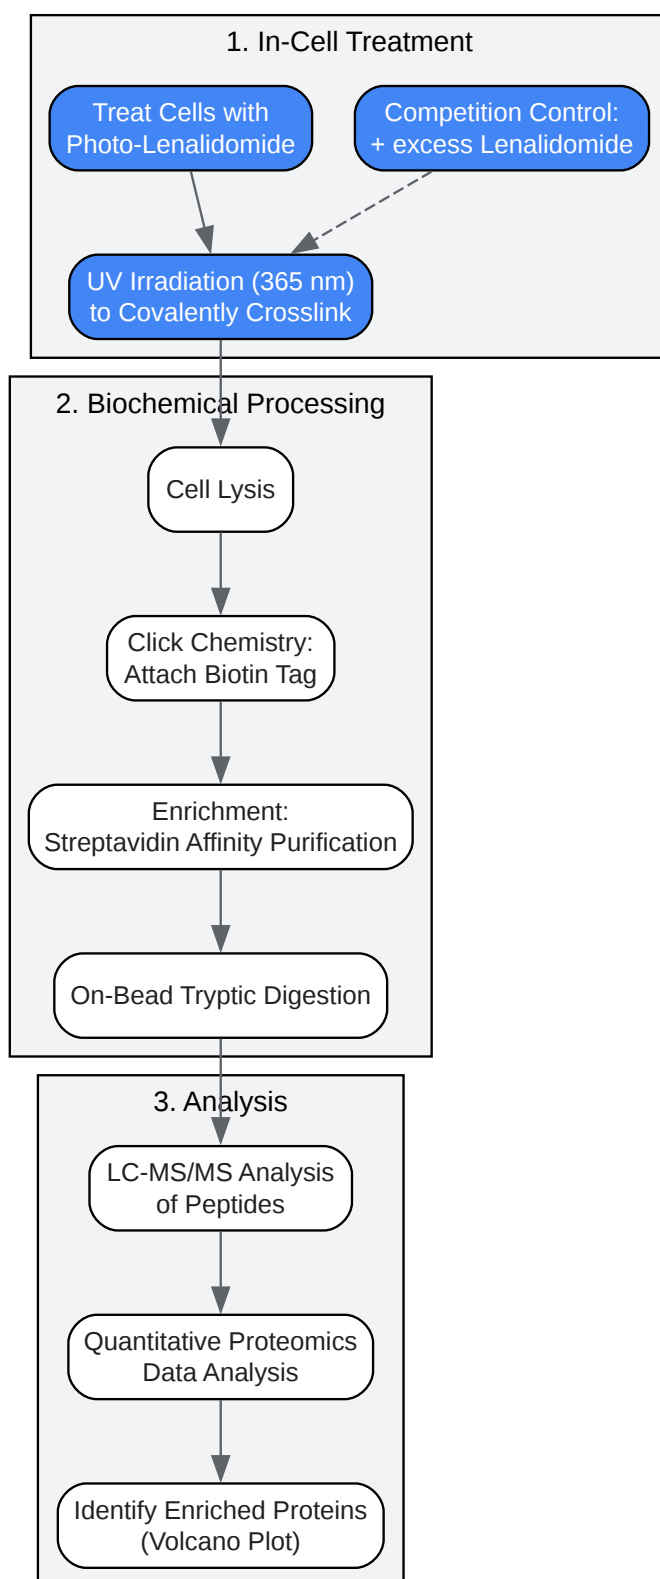 1. In-Cell Treatment
Treat Cells with
Photo-Lenalidomide
Competition Control:
+ excess Lenalidomide
UV Irradiation (365 nm)
to Covalently Crosslink
2. Biochemical Processing
Cell Lysis
Click Chemistry:
Attach Biotin Tag
Enrichment:
Streptavidin Affinity Purification
On-Bead Tryptic Digestion
3. Analysis
LC-MS/MS Analysis
of Peptides
Quantitative Proteomics
Data Analysis
Identify Enriched Proteins
(Volcano Plot)